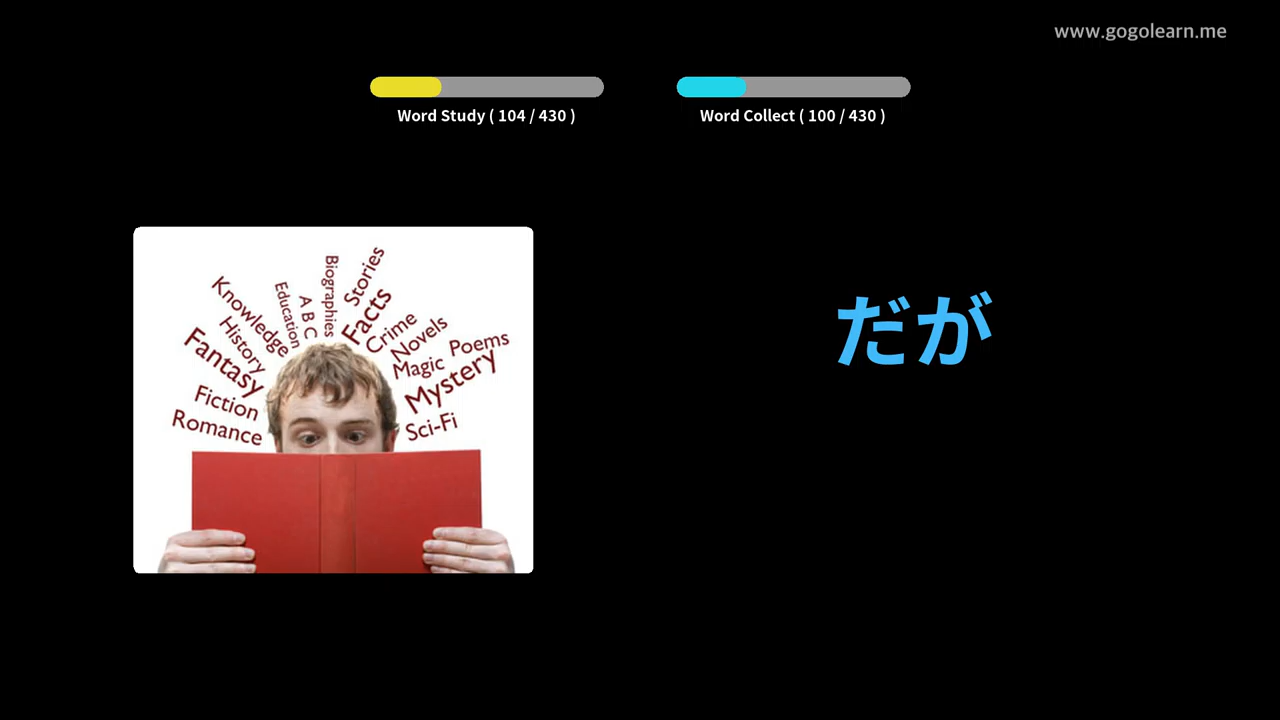 www.gogolearn.me
Word Study ( 104 / 430 )
Word Collect ( 100 / 430 )
Knowledge
Education
A B C
Biographies
Stories
Facts
Crime
Novels
Poems
Magic
Mystery
Sci-Fi
History
Fantasy
Fiction
Romance
だが